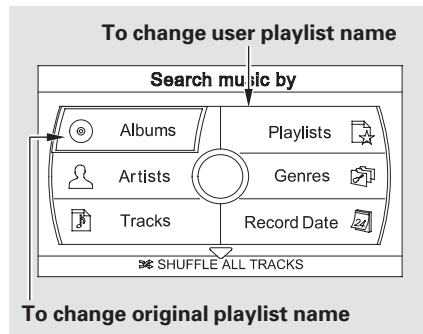 To change user playlist name
Search music by
Albums
Playlists
Artists
Genres
Tracks
Record Date
24
SHUFFLE ALL TRACKS
To change original playlist name